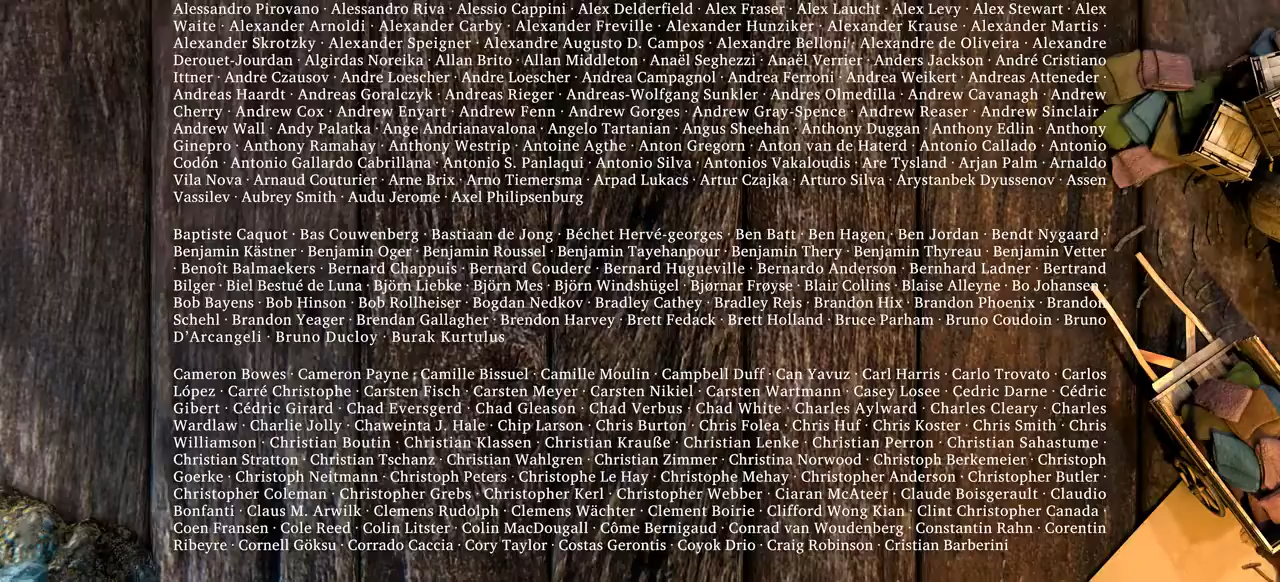 Alessandro Pirovano · Alessandro Riva · Alessio Cappini · Alex Delderfield · Alex Fraser · Alex Laucht · Alex Levy · Alex Stewart · Alex
Waite · Alexander Arnoldi · Alexander Carby · Alexander Freville · Alexander Hunziker · Alexander Krause · Alexander Martis ·
Alexander Skrotzky · Alexander Speigner · Alexandre Augusto D. Campos · Alexandre Belloni · Alexandre de Oliveira · Alexandre
Derouet-Jourdan · Algirdas Noreika · Allan Brito · Allan Middleton · Anaël Seghezzi · Anaël Verrier · Anders Jackson · André Cristiano
Ittner · Andre Czausov · Andre Loescher · Andre Loescher · Andrea Campagnol · Andrea Ferroni · Andrea Weikert · Andreas Atteneder ·
Andreas Haardt · Andreas Goralczyk · Andreas Rieger · Andreas-Wolfgang Sunkler · Andres Olmedilla · Andrew Cavanagh · Andrew
Cherry · Andrew Cox · Andrew Enyart · Andrew Fenn · Andrew Gorges · Andrew Gray-Spence · Andrew Reaser · Andrew Sinclair ·
Andrew Wall · Andy Palatka · Ange Andrianavalona · Angelo Tartanian · Angus Sheehan · Anthony Duggan · Anthony Edlin · Anthony
Ginepro · Anthony Ramahay · Anthony Westrip · Antoine Agthe · Anton Gregorn · Anton van de Haterd · Antonio Callado · Antonio
Codón · Antonio Gallardo Cabrillana · Antonio S. Panlaqui · Antonio Silva · Antonios Vakaloudis · Are Tysland · Arjan Palm · Arnaldo
Vila Nova · Arnaud Couturier · Arne Brix · Arno Tiemersma · Arpad Lukacs · Artur Czajka · Arturo Silva · Arystanbek Dyussenov · Assen
Vassilev · Aubrey Smith · Audu Jerome · Axel Philipsenburg
Baptiste Caquot · Bas Couwenberg · Bastiaan de Jong · Béchet Hervé-georges · Ben Batt · Ben Hagen · Ben Jordan · Bendt Nygaard ·
Benjamin Kästner · Benjamin Oger · Benjamin Roussel · Benjamin Tayehanpour · Benjamin Thery · Benjamin Thyreau · Benjamin Vetter
· Benoît Balmaekers · Bernard Chappuis · Bernard Couderc · Bernard Hugueville · Bernardo Anderson · Bernhard Ladner · Bertrand
Bilger · Biel Bestué de Luna · Björn Liebke · Björn Mes · Björn Windshügel · Bjørnar Frøyse · Blair Collins · Blaise Alleyne · Bo Johansen ·
Bob Bayens · Bob Hinson · Bob Rollheiser · Bogdan Nedkov · Bradley Cathey · Bradley Reis · Brandon Hix · Brandon Phoenix · Brandon
Schehl · Brandon Yeager · Brendan Gallagher · Brendon Harvey · Brett Fedack · Brett Holland · Bruce Parham · Bruno Coudoin · Bruno
D'Arcangeli · Bruno Ducloy · Burak Kurtulus
Cameron Bowes · Cameron Payne · Camille Bissuel · Camille Moulin · Campbell Duff · Can Yavuz · Carl Harris · Carlo Trovato · Carlos
López · Carré Christophe · Carsten Fisch · Carsten Meyer · Carsten Nikiel · Carsten Wartmann · Casey Losee · Cedric Darne · Cédric
Gibert · Cédric Girard · Chad Eversgerd · Chad Gleason · Chad Verbus · Chad White · Charles Aylward · Charles Cleary · Charles
Wardlaw · Charlie Jolly · Chaweinta J. Hale · Chip Larson · Chris Burton · Chris Folea · Chris Huf · Chris Koster · Chris Smith · Chris
Williamson · Christian Boutin · Christian Klassen · Christian Krauße · Christian Lenke · Christian Perron · Christian Sahastume ·
Christian Stratton · Christian Tschanz · Christian Wahlgren · Christian Zimmer · Christina Norwood · Christoph Berkemeier · Christoph
Goerke · Christoph Neitmann · Christoph Peters · Christophe Le Hay · Christophe Mehay · Christopher Anderson · Christopher Butler ·
Christopher Coleman · Christopher Grebs · Christopher Kerl · Christopher Webber · Ciaran McAteer · Claude Boisgerault · Claudio
Bonfanti · Claus M. Arwilk · Clemens Rudolph · Clemens Wächter · Clement Boirie · Clifford Wong Kian · Clint Christopher Canada ·
Coen Fransen · Cole Reed · Colin Litster · Colin MacDougall · Côme Bernigaud · Conrad van Woudenberg · Constantin Rahn · Corentin
Ribeyre · Cornell Göksu · Corrado Caccia · Cory Taylor · Costas Gerontis · Coyok Drio · Craig Robinson · Cristian Barberini